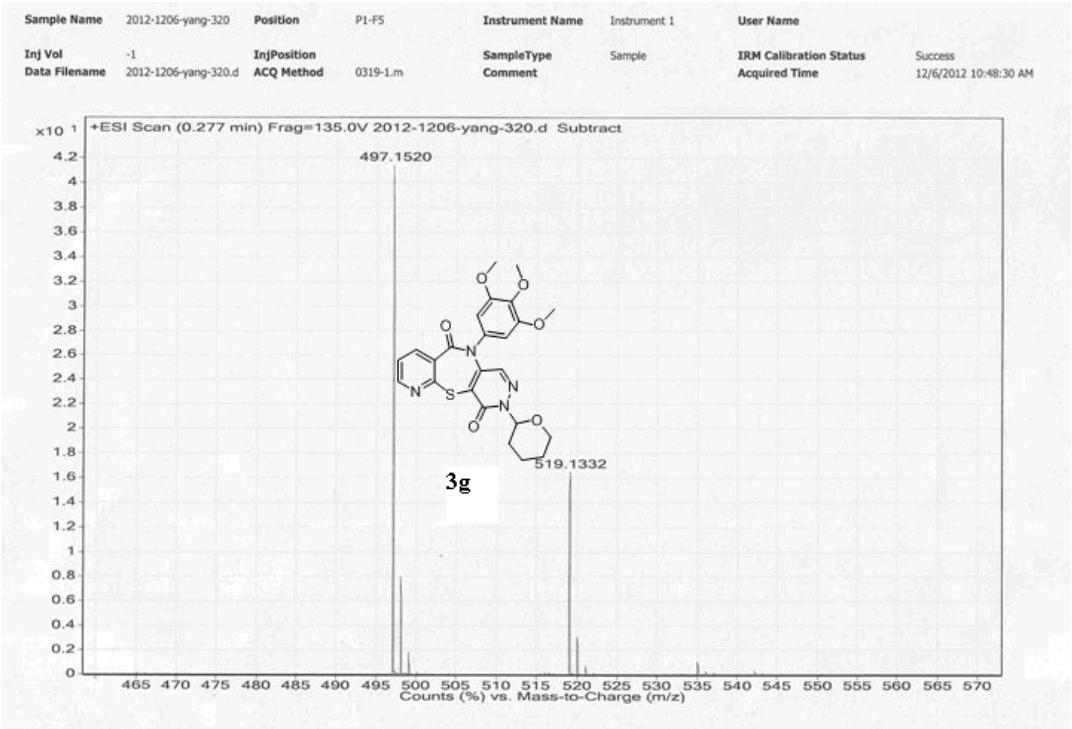 Sample Name 2012-1206-yang-320 Position P1-F5 Instrument Name Instrument 1 User Name
Inj Vol -1 InjPosition SampleType Sample IRM Calibration Status Success
Data Filename 2012-1206-yang-320.d ACQ Method 0319-1.m Comment Acquired Time 12/6/2012 10:48:30 AM
x10 1 +ESI Scan (0.277 min) Frag=135.0V 2012-1206-yang-320.d Subtract
497.1520
4.2
4
3.8
3.6
3.4
3.2
3
2.8
2.6
2.4
2.2
2
1.8
1.6
1.4
1.2
1
0.8
0.6
0.4
0.2
0
O O
O
O N
N S N
N
O O
519.1332
3g
465 470 475 480 485 490 495 500 505 510 515 520 525 530 535 540 545 550 555 560 565 570
Counts (%) vs. Mass-to-Charge (m/z)